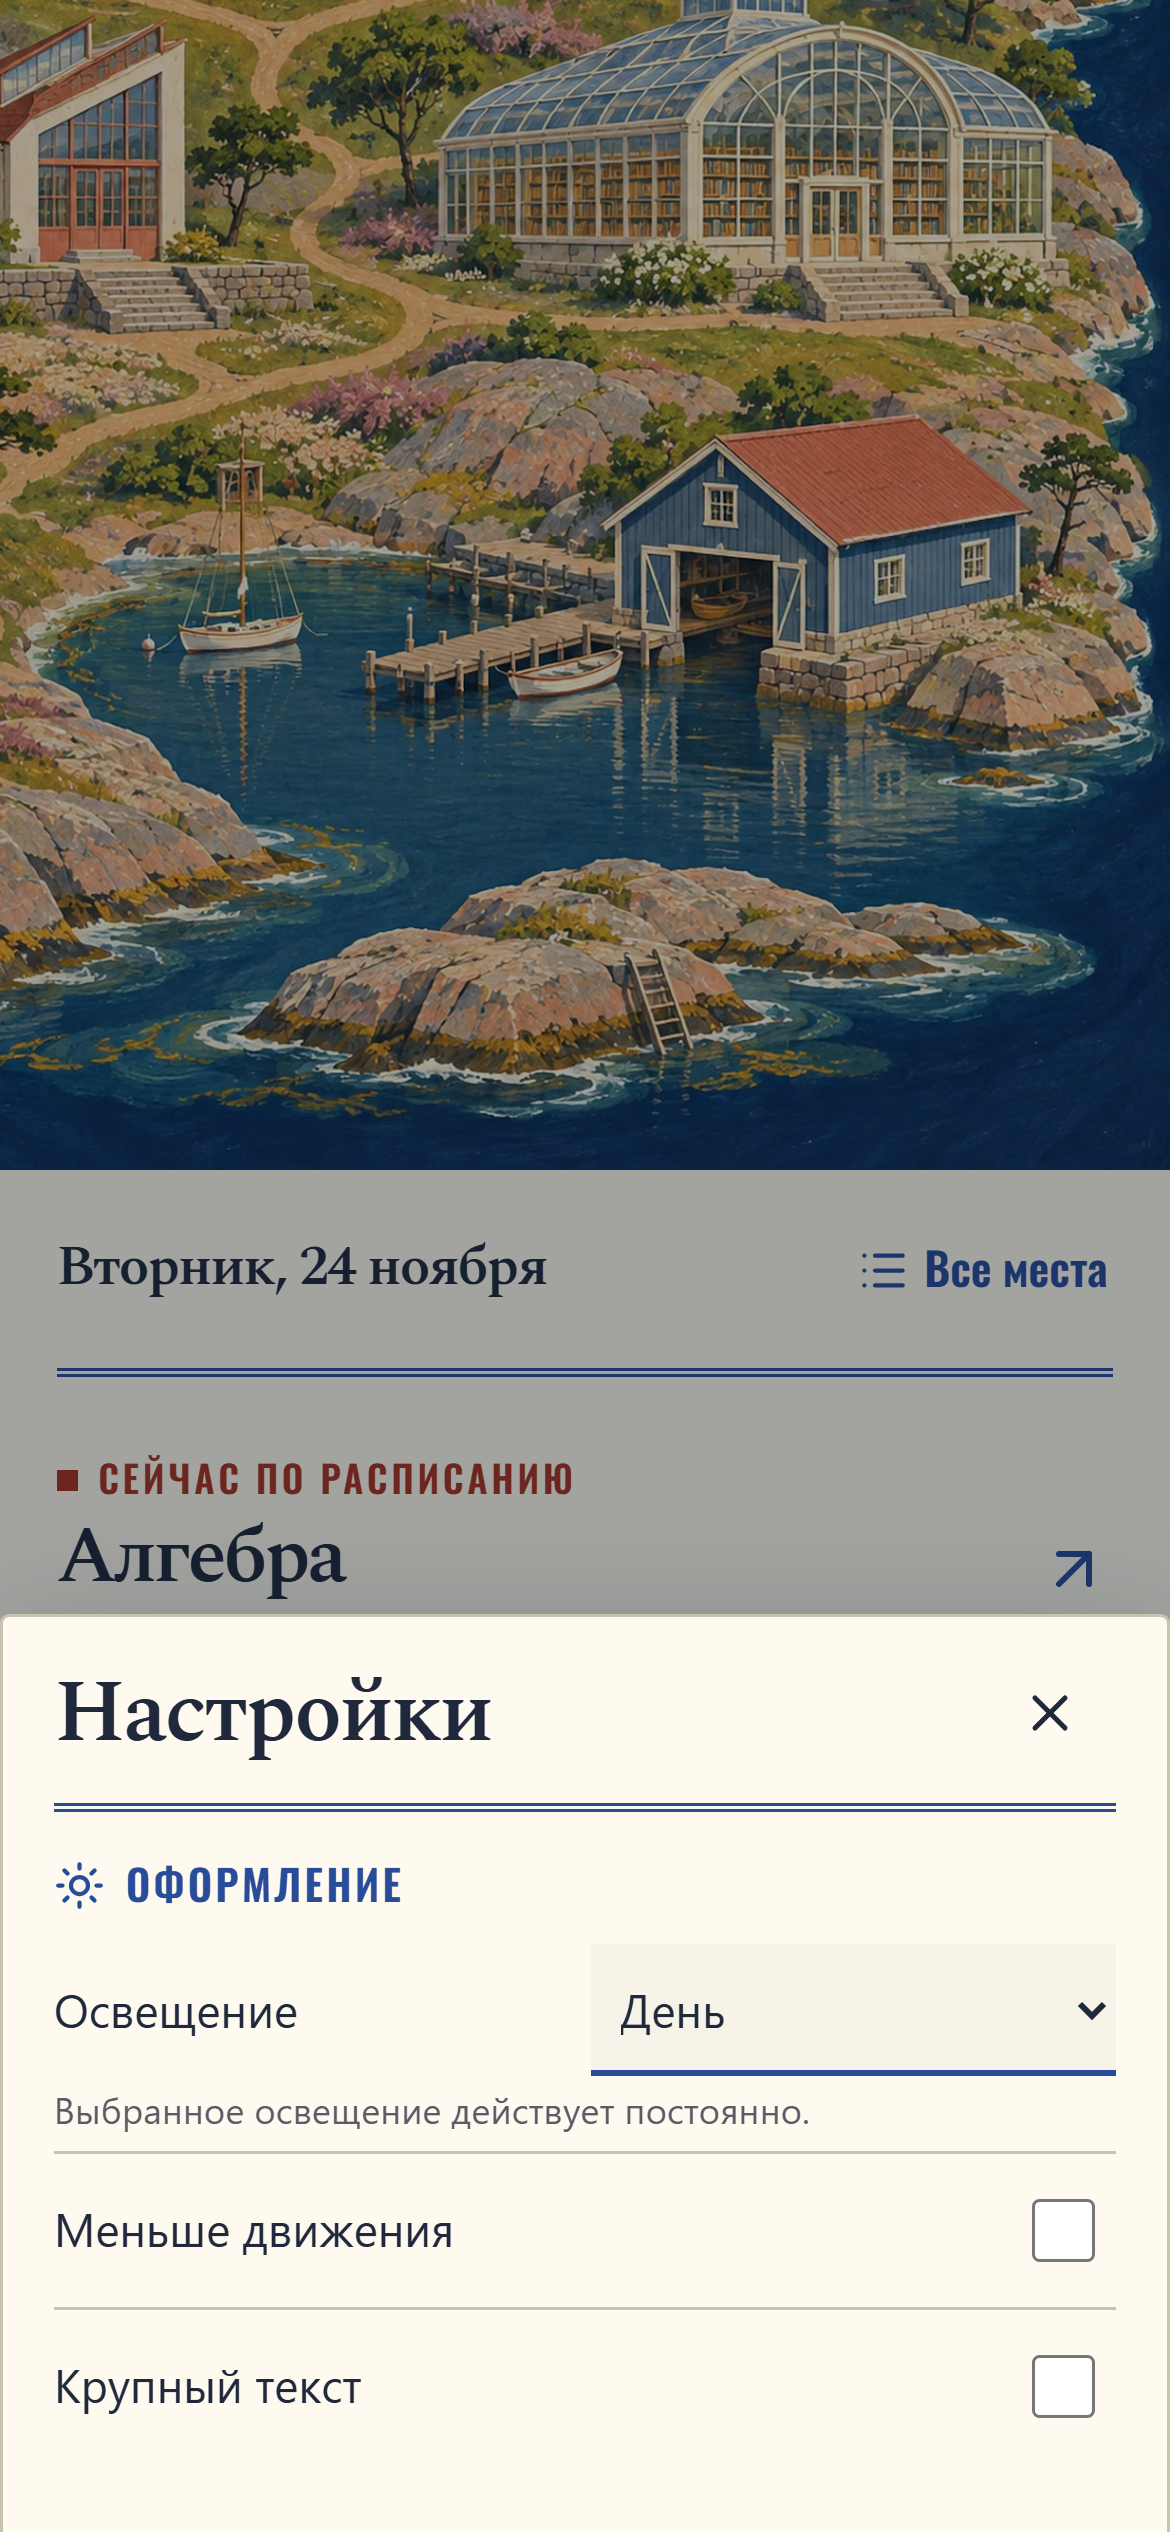 Вторник, 24 ноября
Все места
СЕЙЧАС ПО РАСПИСАНИЮ
Алгебра
Настройки
ОФОРМЛЕНИЕ
Освещение
День
Выбранное освещение действует постоянно.
Меньше движения
Крупный текст